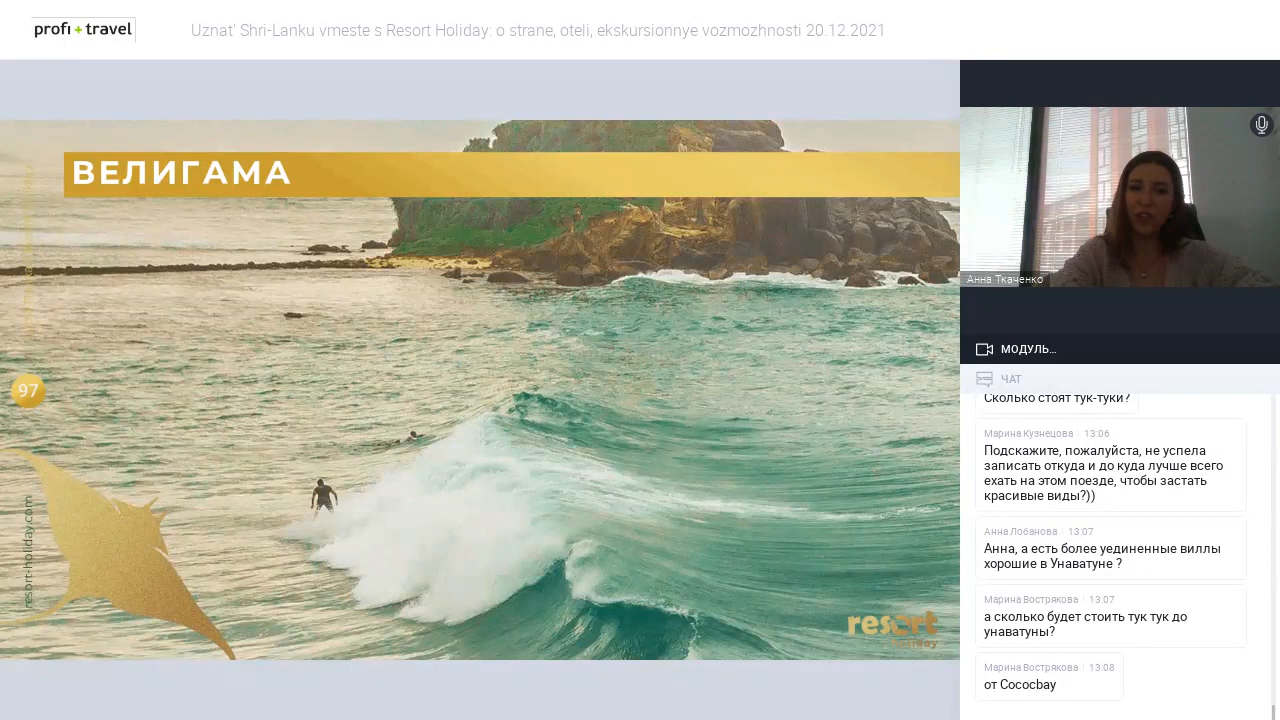 profi + travel
Uznat' Shri-Lanku vmeste s Resort Holiday: o strane, oteli, ekskursionnye vozmozhnosti 20.12.2021
ВЕЛИГАМА
97
resort-holiday.com
resort
holiday
Анна Ткаченко
МОДУЛЬ...
ЧАТ
Сколько стоят тук-туки?
Марина Кузнецова 13:06
Подскажите, пожалуйста, не успела
записать откуда и до куда лучше всего
ехать на этом поезде, чтобы застать
красивые виды?))
Анна Лобанова 13:07
Анна, а есть более уединенные виллы
хорошие в Унаватуне ?
Марина Вострякова 13:07
а сколько будет стоить тук тук до
унаватуны?
Марина Вострякова 13:08
от Cococbay